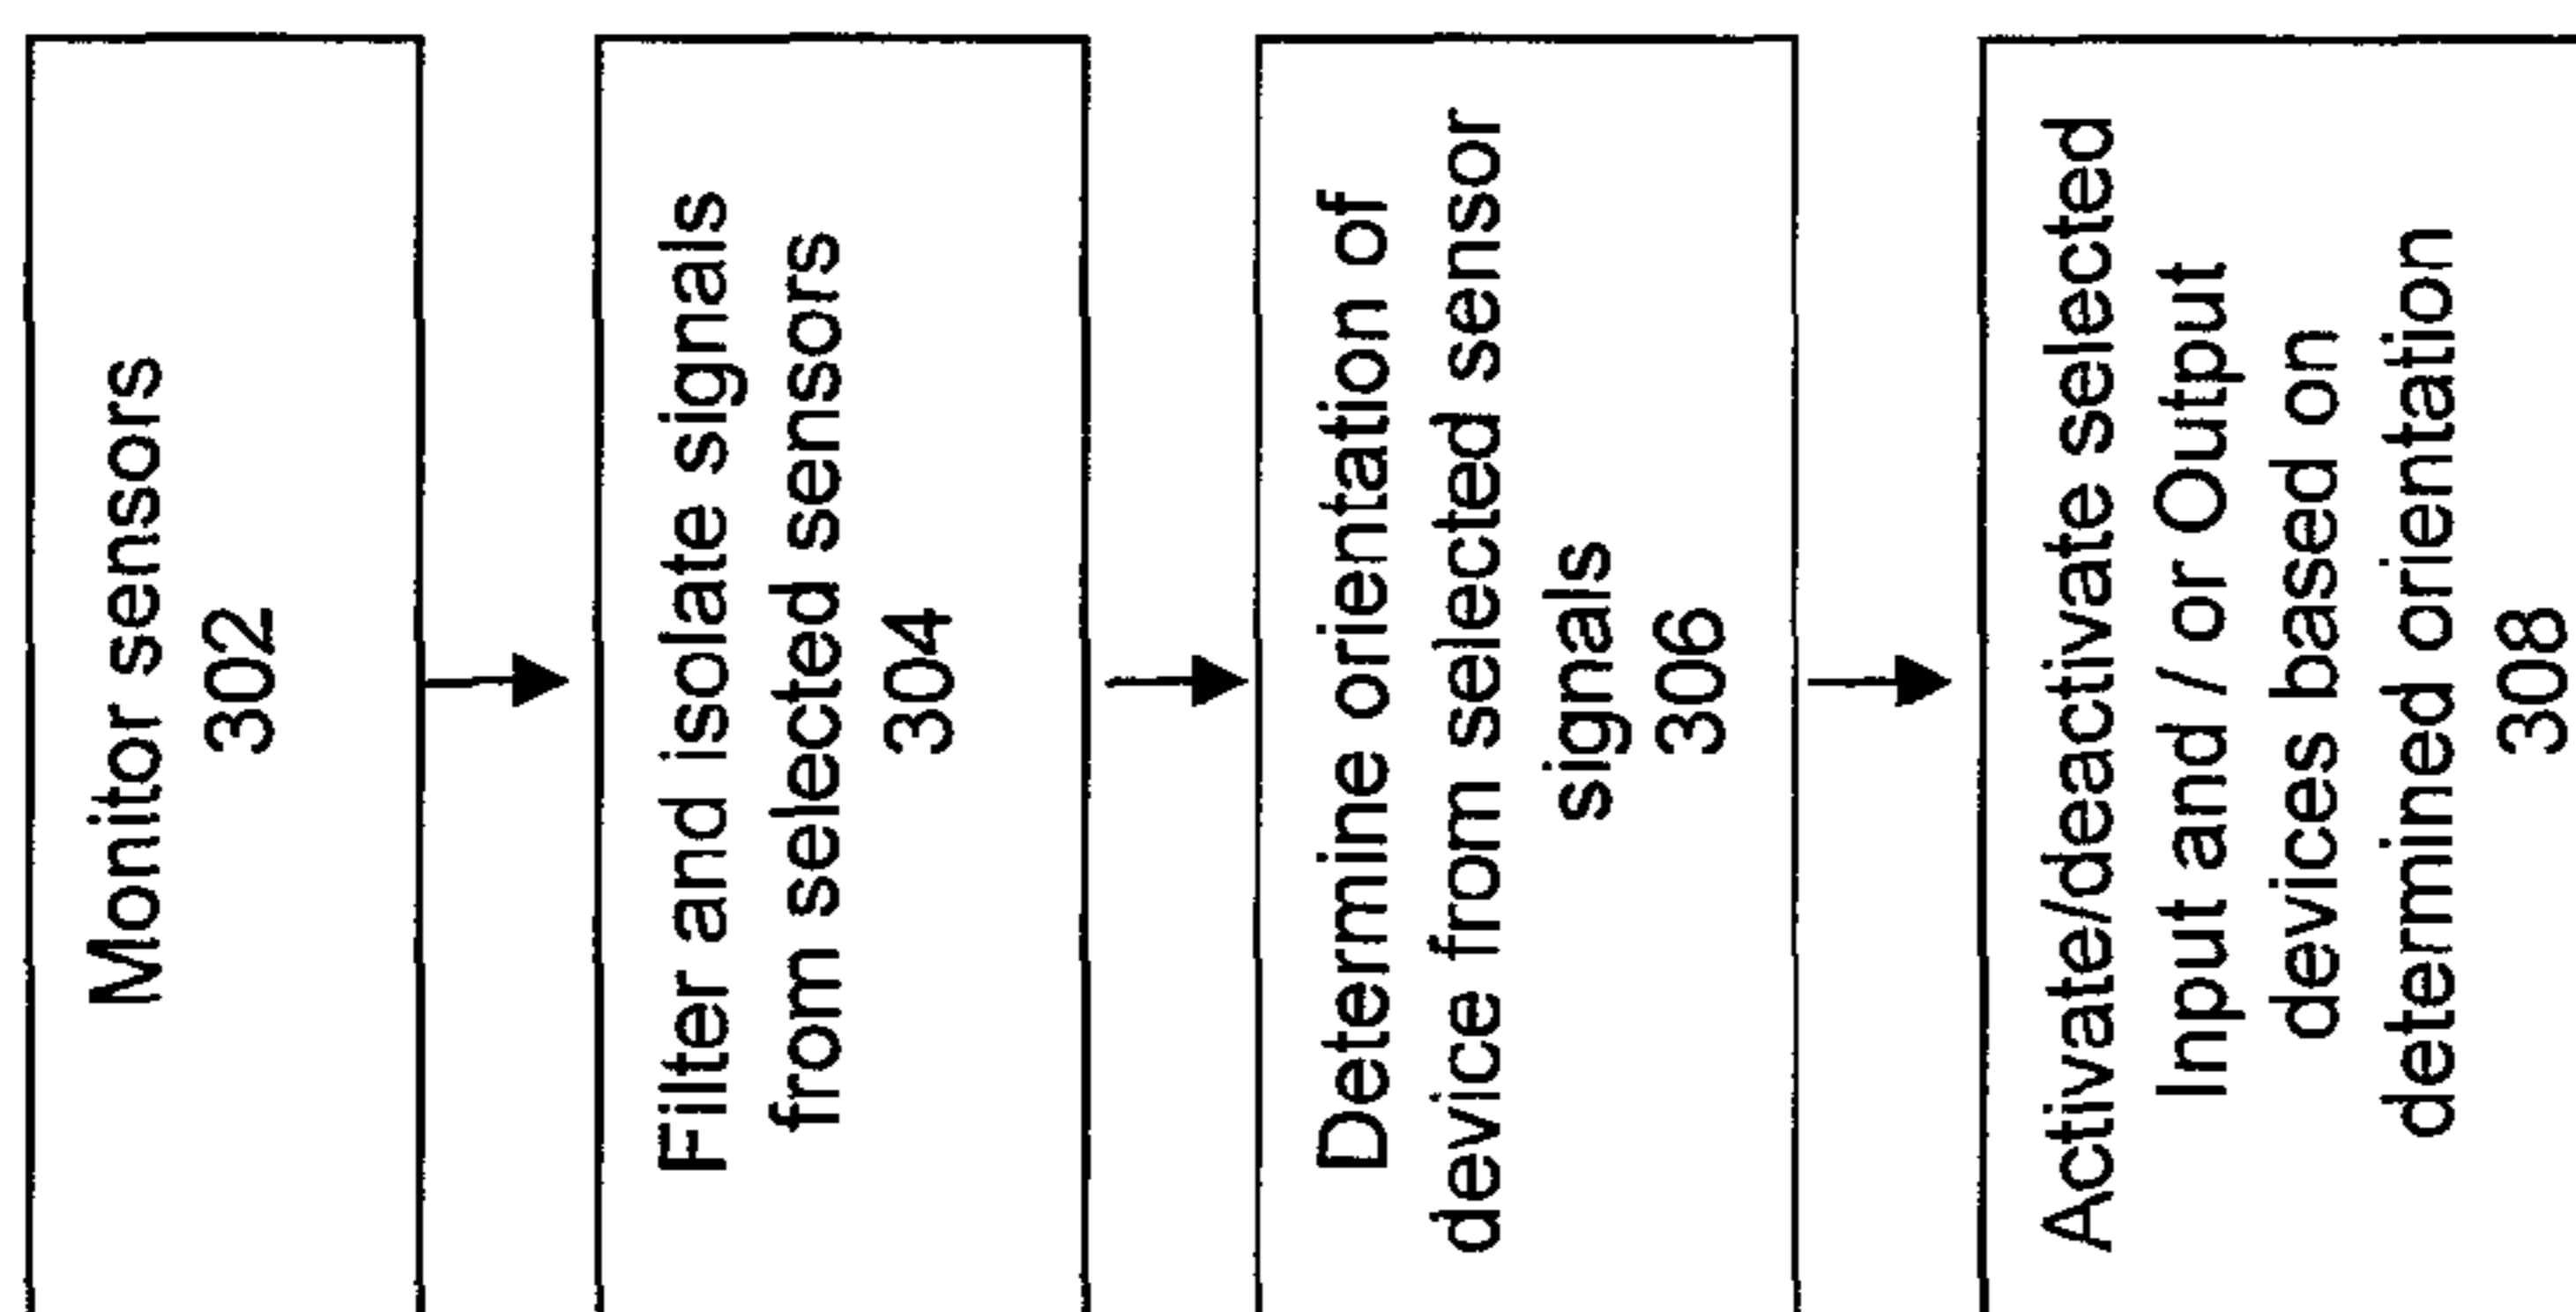 Monitor sensors
302
Filter and isolate signals
from selected sensors
304
Determine orientation of
device from selected sensor
signals
306
Activate/deactivate selected
Input and / or Output
devices based on
determined orientation
308